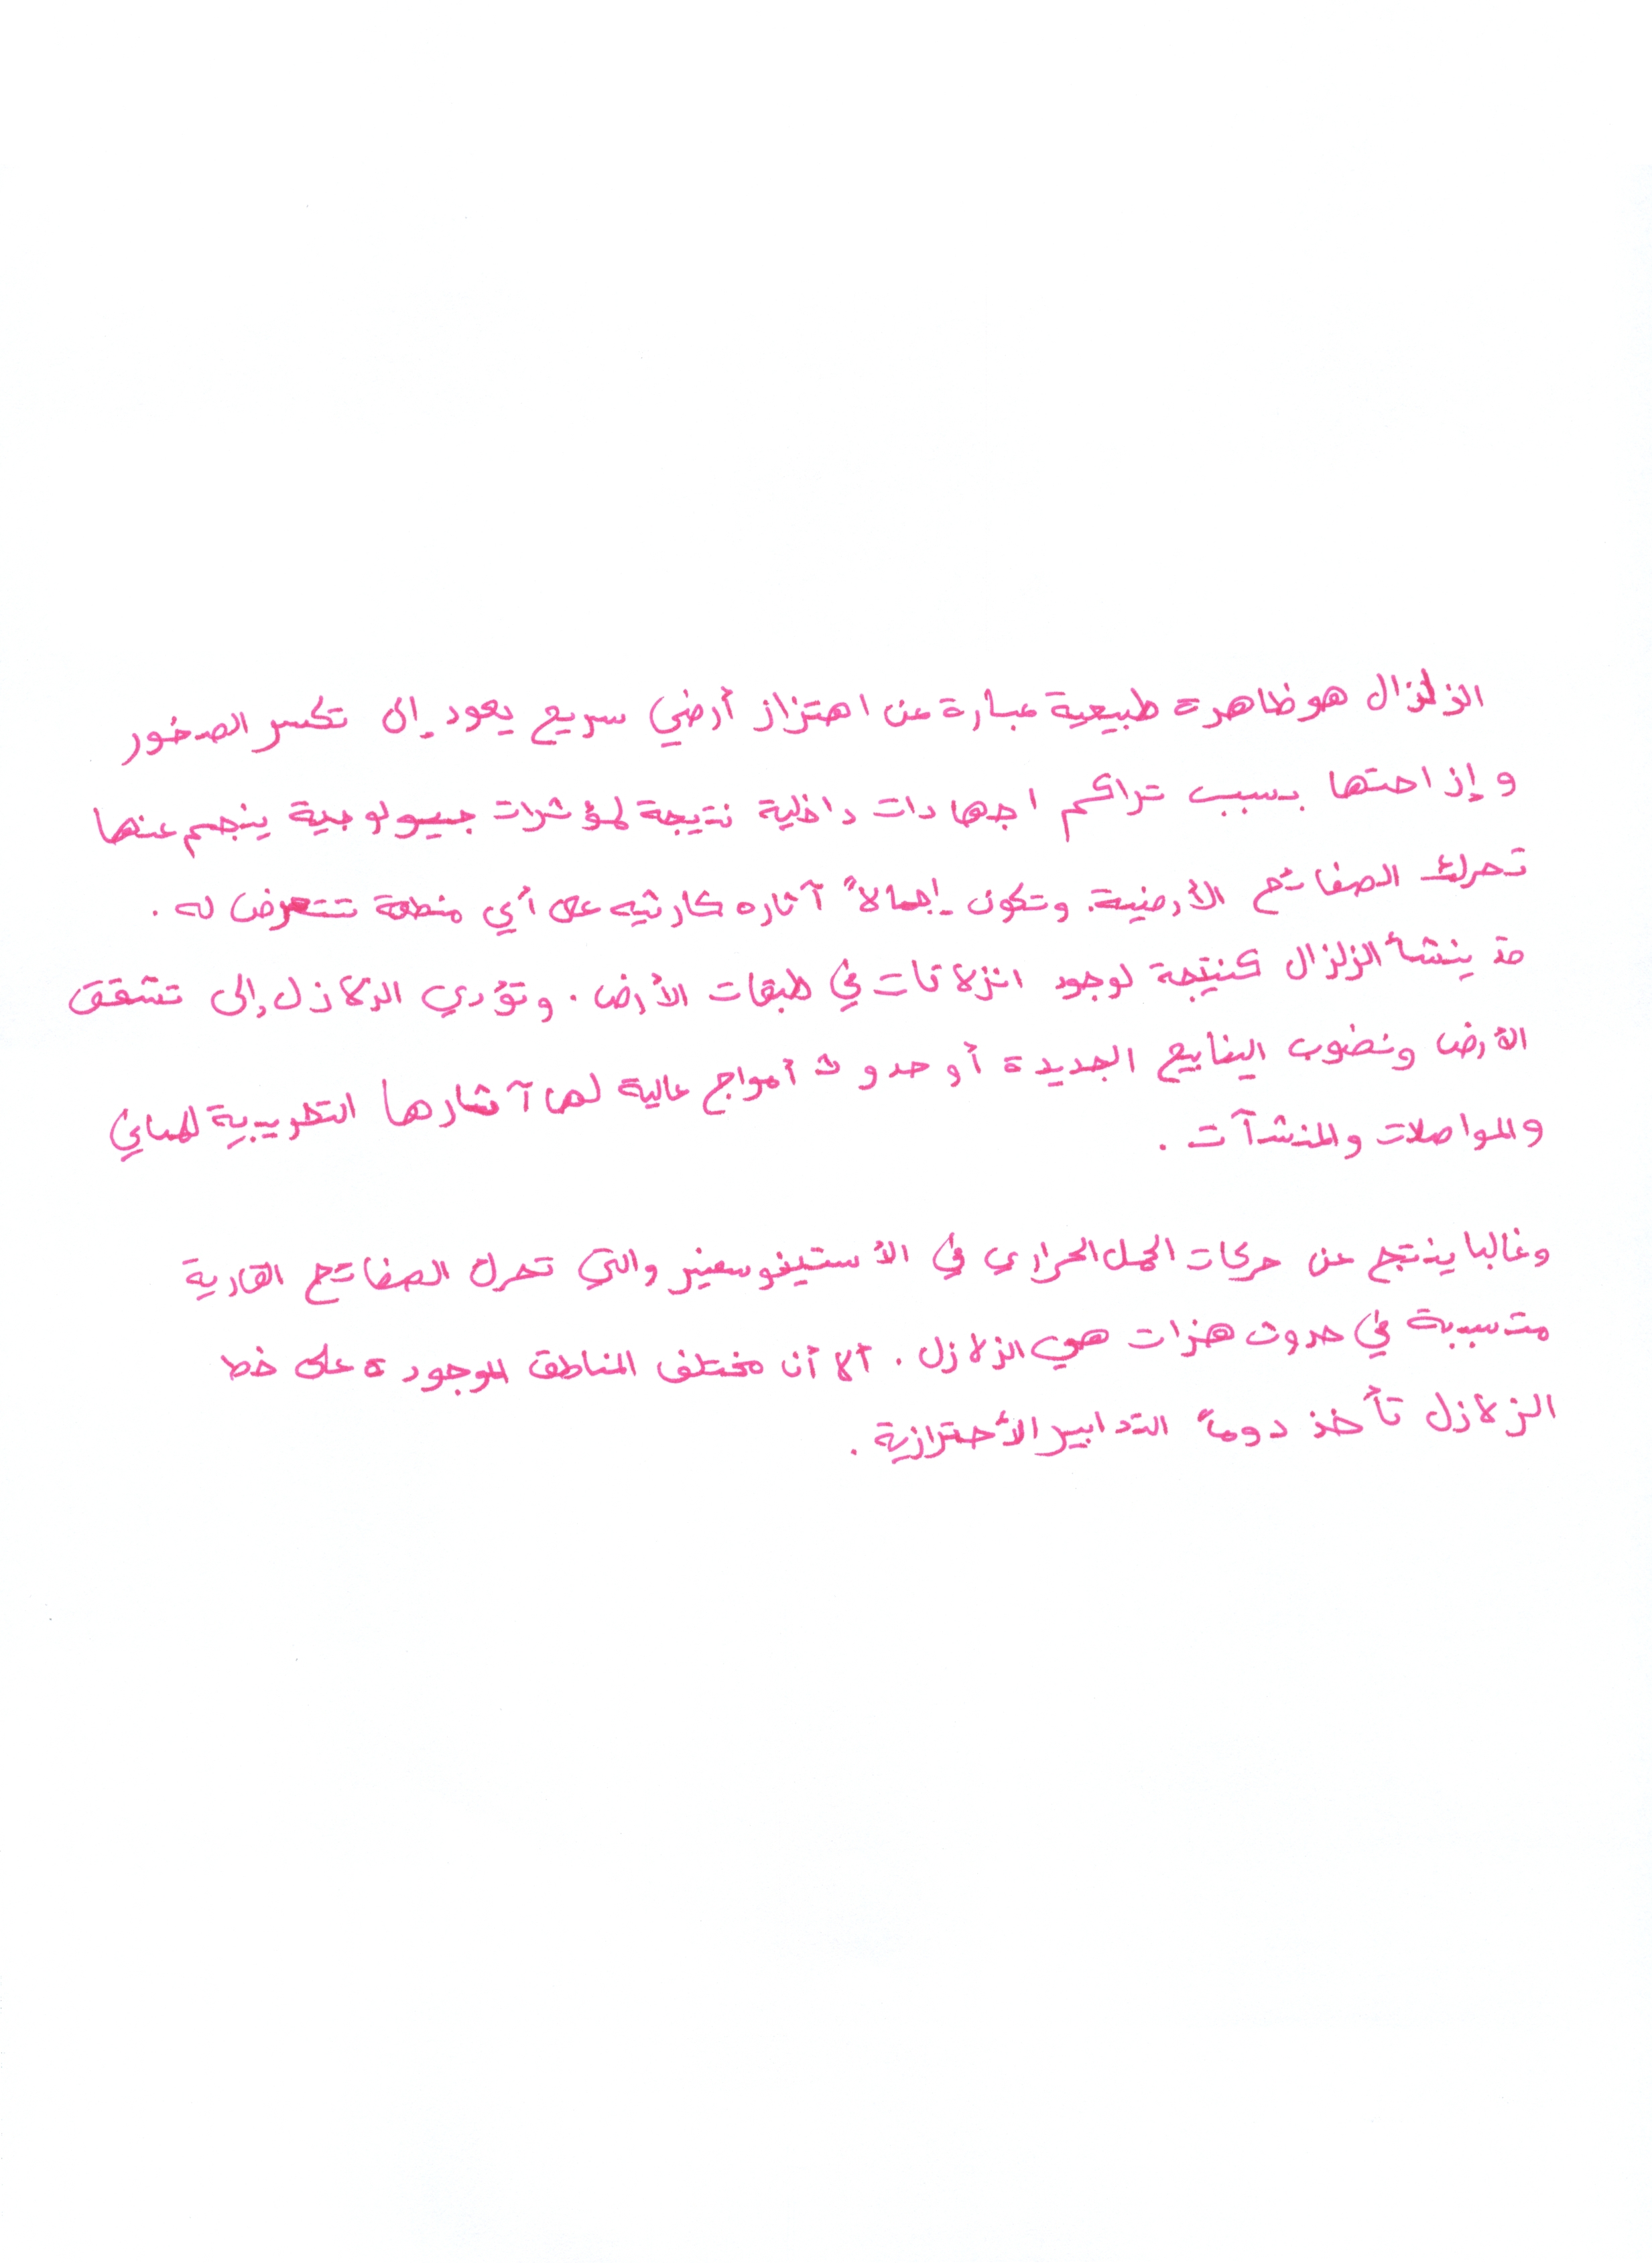 الزلزال هو ظاهرة طبيعية عبارة عن اهتزاز أرضي سريع يعود إلى تكسر الصخور
وإزاحتها بسبب تراكم اجهادات داخلية نتيجة لمؤثرات جيولوجية ينجم عنها
تحرك الصفائح الأرضية. وتكون إجمالاً آثاره كارثيه على أي منطقة تتعرض له .
قد ينشأ الزلزال كنتيجة لوجود انزلاقات في طبقات الأرض . وتؤدي الزلازل إلى تشقق
الأرض ونضوب الينابيع الجديدة أو حدوث أمواج عالية لها آثارها التخريبية للمباني
والمواصلات والمنشآت .
وغالبا ينتج عن حركات الحمل الحراري في الأستينوسفير والتي تحرك الصفائح القارية
متسببة في حدوث هزات هي الزلازل . ألا أن مختلف المناطق الموجودة على خط
الزلازل تأخذ دوماً التدابير الأحترازية .